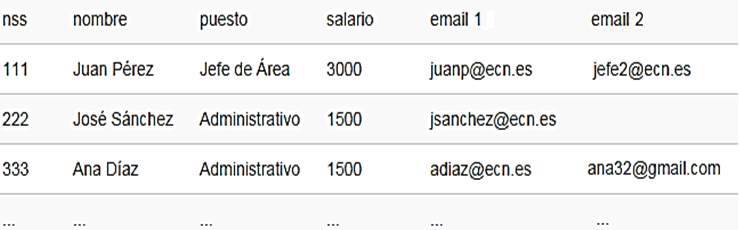 nss nombre puesto salario email 1 email 2
111 Juan Pérez Jefe de Área 3000 juanp@ecn.es jefe2@ecn.es
222 José Sánchez Administrativo 1500 jsanchez@ecn.es
333 Ana Díaz Administrativo 1500 adiaz@ecn.es ana32@gmail.com
... ... ... ... ... ...